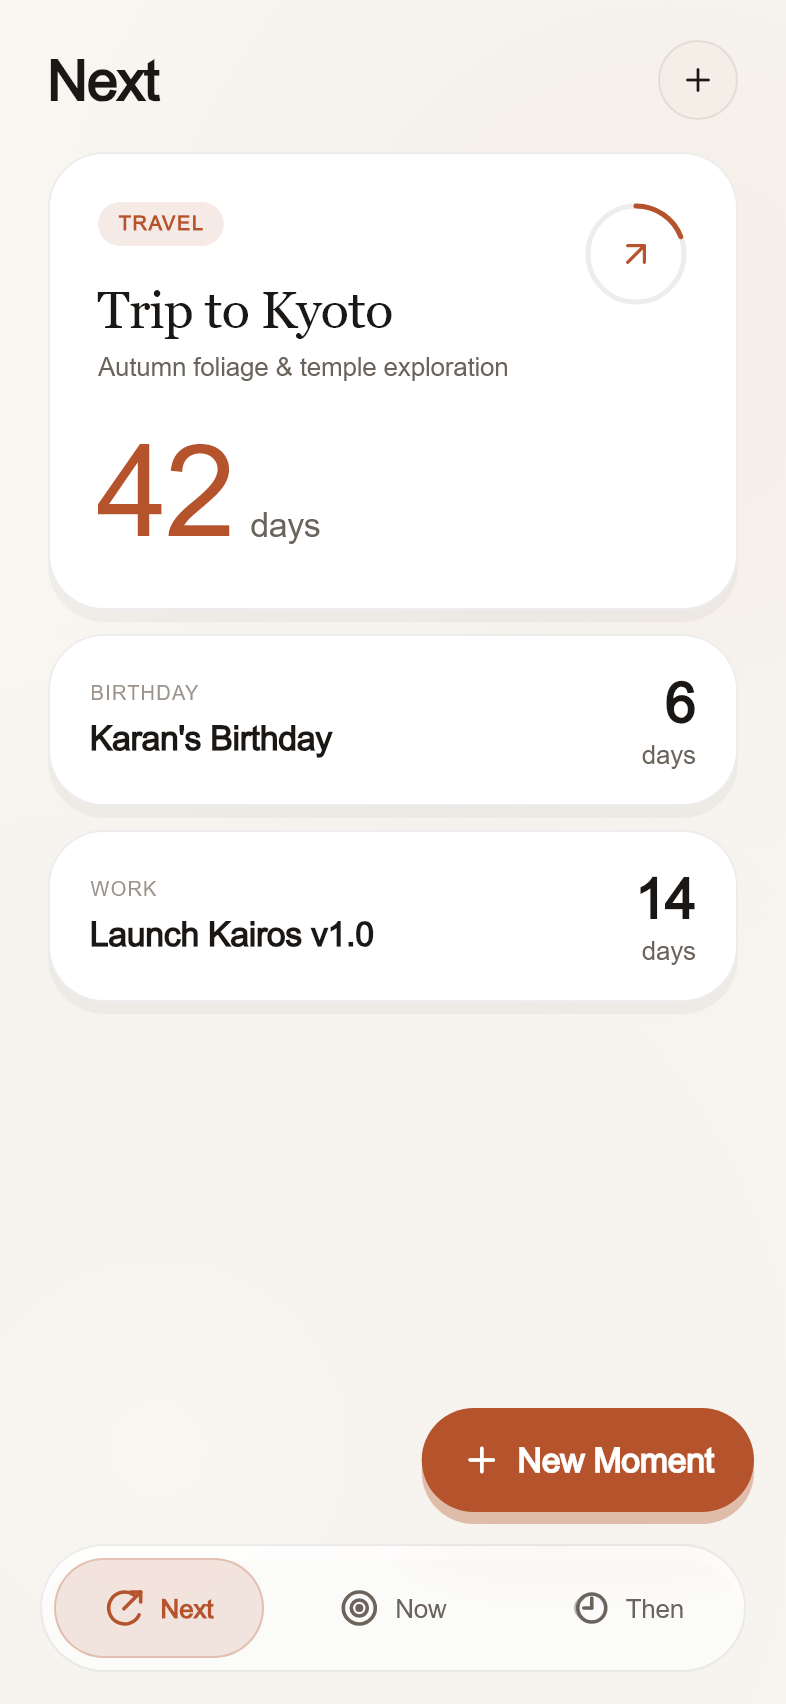 Next
TRAVEL
Trip to Kyoto
Autumn foliage & temple exploration
42 days
BIRTHDAY
Karan's Birthday
6
days
WORK
Launch Kairos v1.0
14
days
New Moment
Next
Now
Then